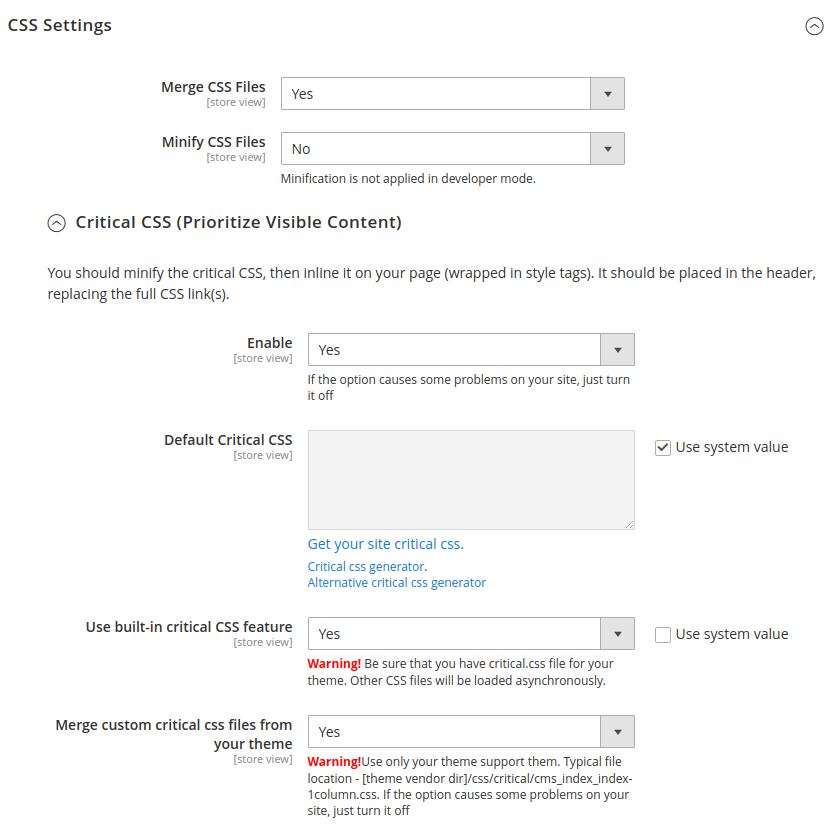 CSS Settings
Merge CSS Files
[store view]
Yes
Minify CSS Files
[store view]
No
Minification is not applied in developer mode.
Critical CSS (Prioritize Visible Content)
You should minify the critical CSS, then inline it on your page (wrapped in style tags). It should be placed in the header,
replacing the full CSS link(s).
Enable
[store view]
Yes
If the option causes some problems on your site, just turn
it off
Default Critical CSS
[store view]
Use system value
Get your site critical css.
Critical css generator.
Alternative critical css generator
Use built-in critical CSS feature
[store view]
Yes
Use system value
Warning! Be sure that you have critical.css file for your
theme. Other CSS files will be loaded asynchronously.
Merge custom critical css files from
your theme
[store view]
Yes
Warning!Use only your theme support them. Typical file
location - [theme vendor dir]/css/critical/cms_index_index-
1column.css. If the option causes some problems on your
site, just turn it off